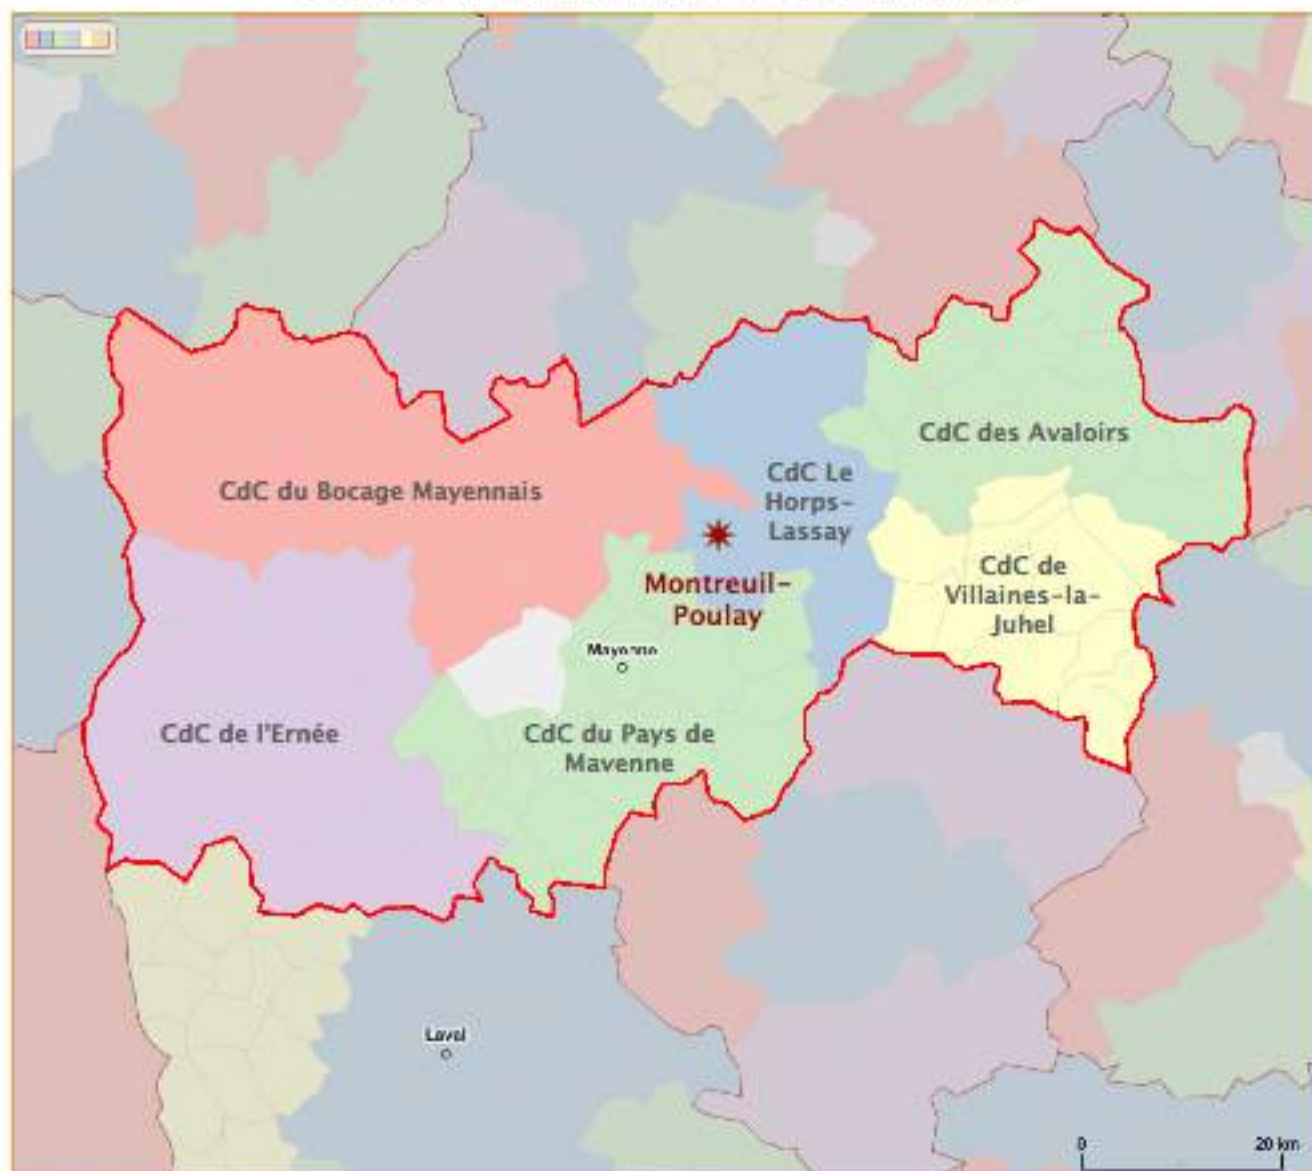 CdC des Avaloirs
CdC Le
Horps-
Lassay
CdC du Bocage Mayennais
CdC de
Villaines-la-
Juhel
Montreuil-
Poulay
Mayenne
CdC de l'Ernée
CdC du Pays de
Mavenne
Laval
0 20 km